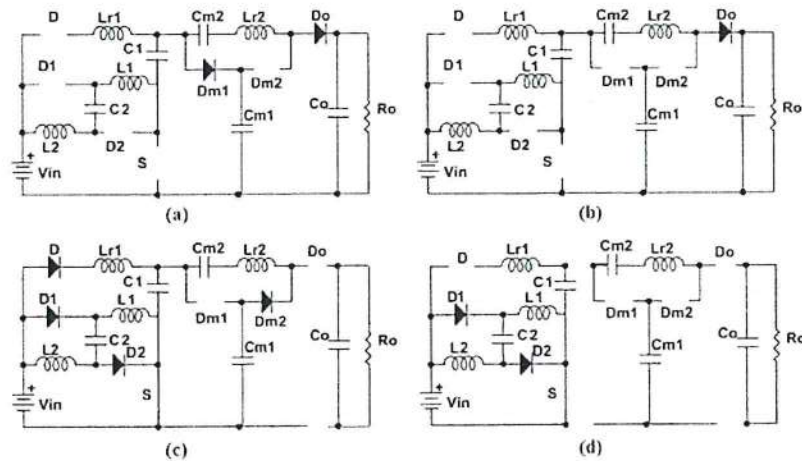 D Lr1 Cm2 Lr2 Do
C1
D1 L1 Dm1 Dm2
C2 Cm1 Co Ro
L2 D2
S
+
Vin
(a)
D Lr1 Cm2 Lr2 Do
C1
D1 L1 Dm1 Dm2
C2 Cm1 Co Ro
L2 D2
S
+
Vin
(b)
D Lr1 Cm2 Lr2 Do
C1
D1 L1 Dm1 Dm2
C2 Co Ro
L2 D2 Cm1
S
+
Vin
(c)
D Lr1 Cm2 Lr2 Do
C1
D1 L1 Dm1 Dm2
C2 Co Ro
L2 D2 Cm1
S
+
Vin
(d)